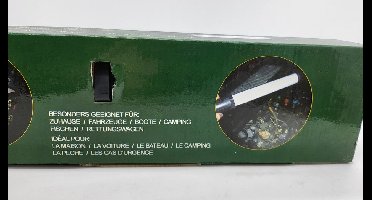 BESONDERS GEEIGNET FÜR:
ZUHAUSE / FAHRZEUGE / BOOTE / CAMPING
FISCHEN / RETTUNGSWAGEN
IDÉAL POUR:
LA MAISON / LA VOITURE / LE BATEAU / LE CAMPING
LA PÊCHE / LES CAS D'URGENCE